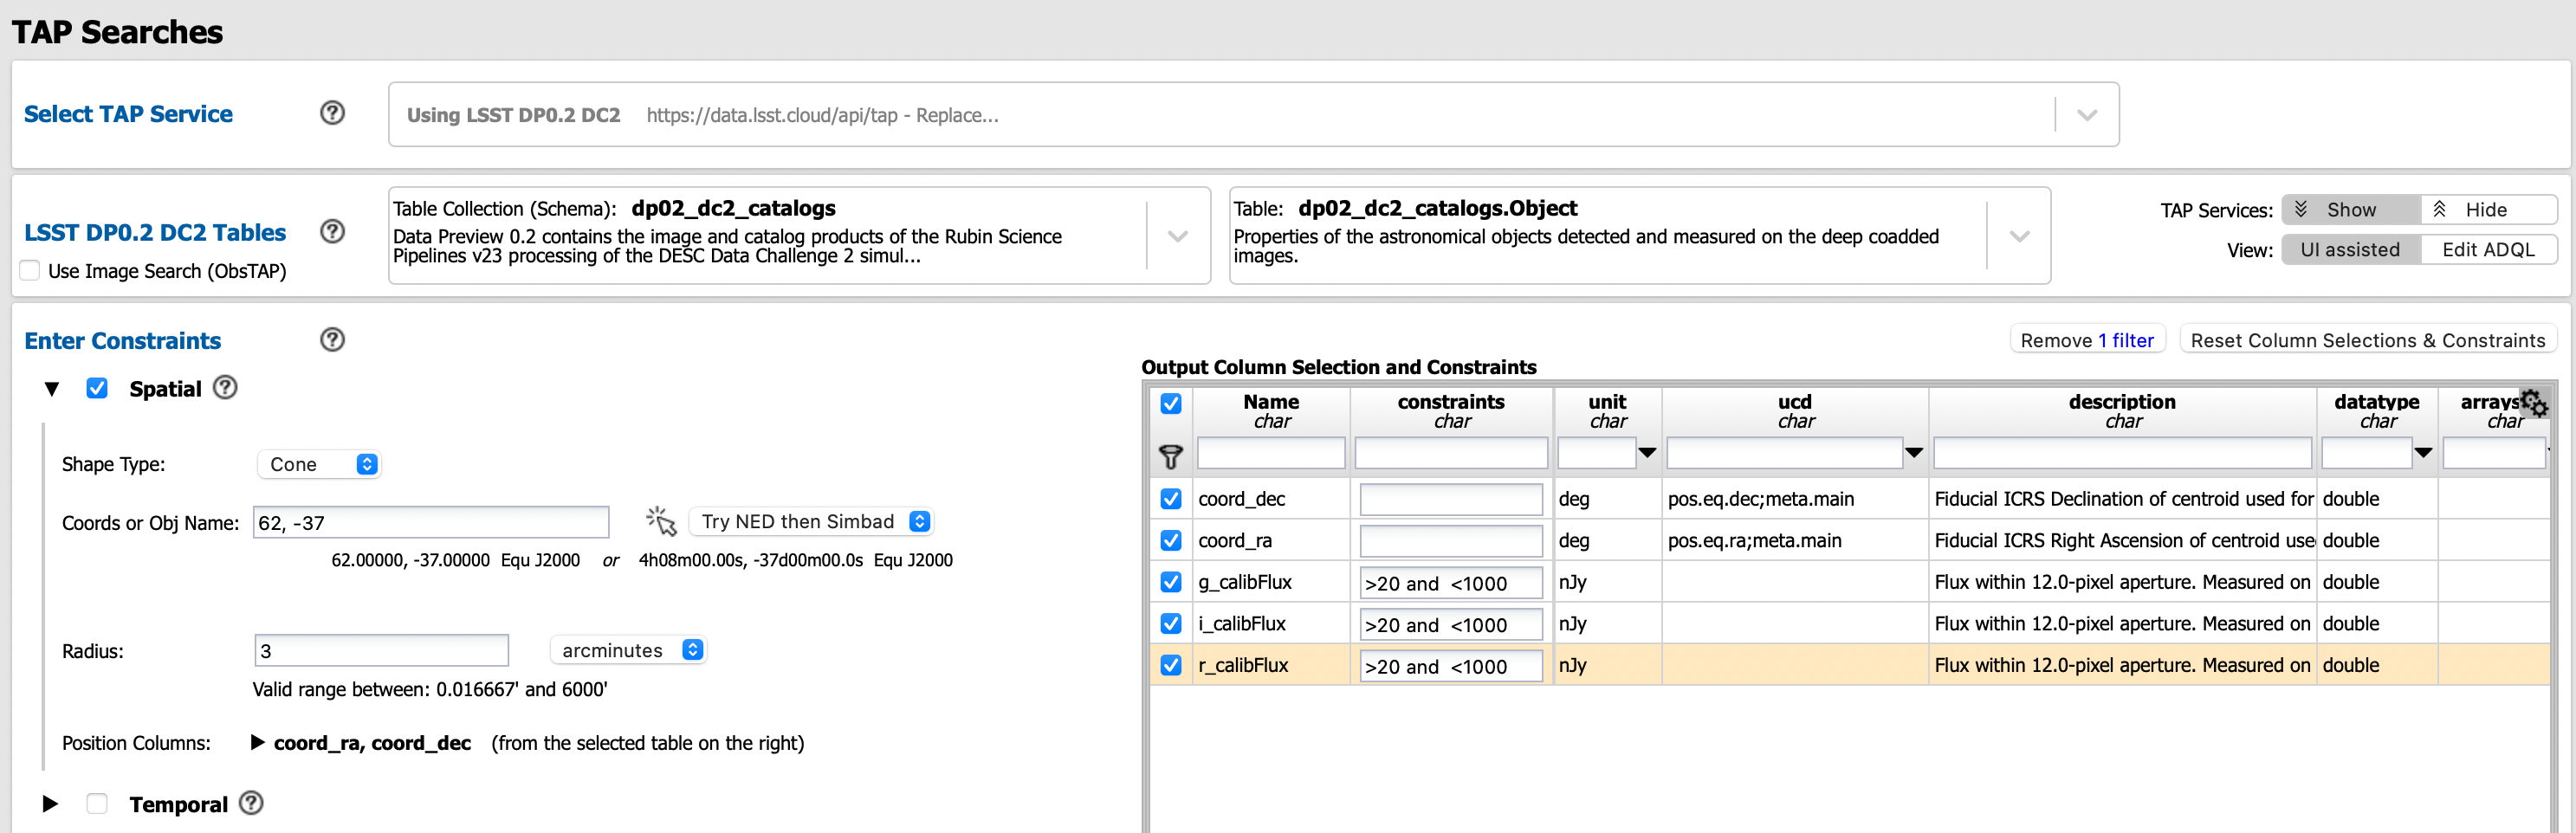 TAP Searches
Select TAP Service
Using LSST DP0.2 DC2 https://data.lsst.cloud/api/tap - Replace...
LSST DP0.2 DC2 Tables
Use Image Search (ObsTAP)
Table Collection (Schema): dp02_dc2_catalogs
Data Preview 0.2 contains the image and catalog products of the Rubin Science
Pipelines v23 processing of the DESC Data Challenge 2 simul...
Table: dp02_dc2_catalogs.Object
Properties of the astronomical objects detected and measured on the deep coadded
images.
TAP Services: Show Hide
View: UI assisted Edit ADQL
Enter Constraints
Remove 1 filter Reset Column Selections & Constraints
Spatial
Shape Type: Cone
Coords or Obj Name: 62, -37 Try NED then Simbad
62.00000, -37.00000 Equ J2000 or 4h08m00.00s, -37d00m00.0s Equ J2000
Radius: 3 arcminutes
Valid range between: 0.016667' and 6000'
Position Columns: coord_ra, coord_dec (from the selected table on the right)
Temporal
Output Column Selection and Constraints
Name constraints unit ucd description datatype arrays
char char char char char char char
coord_dec deg pos.eq.dec;meta.main Fiducial ICRS Declination of centroid used for double
coord_ra deg pos.eq.ra;meta.main Fiducial ICRS Right Ascension of centroid use double
g_calibFlux >20 and <1000 nJy Flux within 12.0-pixel aperture. Measured on double
i_calibFlux >20 and <1000 nJy Flux within 12.0-pixel aperture. Measured on double
r_calibFlux >20 and <1000 nJy Flux within 12.0-pixel aperture. Measured on double